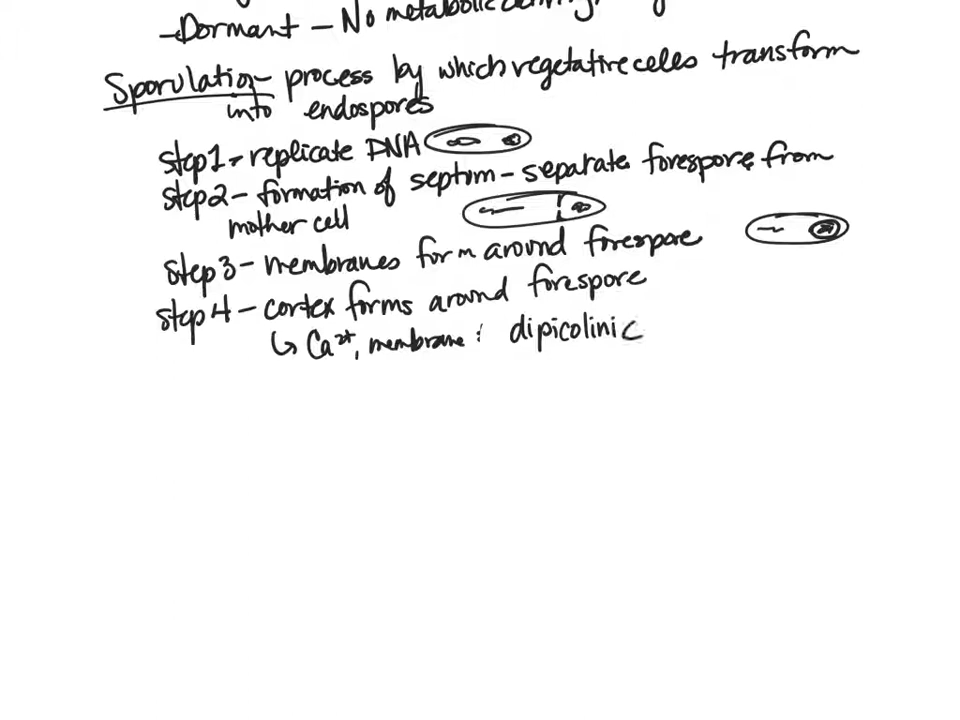 -Dormant - No metabolic
Sporulation - process by which vegetative cells transform
into endospores
Step 1 - replicate DNA
Step 2 - formation of septum - separates forespore from
mother cell
Step 3 - membranes form around forespore
Step 4 - cortex forms around forespore
↳ Ca²⁺, membrane & dipicolinic